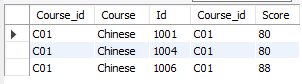 Course_id Course Id Course_id Score
C01 Chinese 1001 C01 80
C01 Chinese 1004 C01 80
C01 Chinese 1006 C01 88